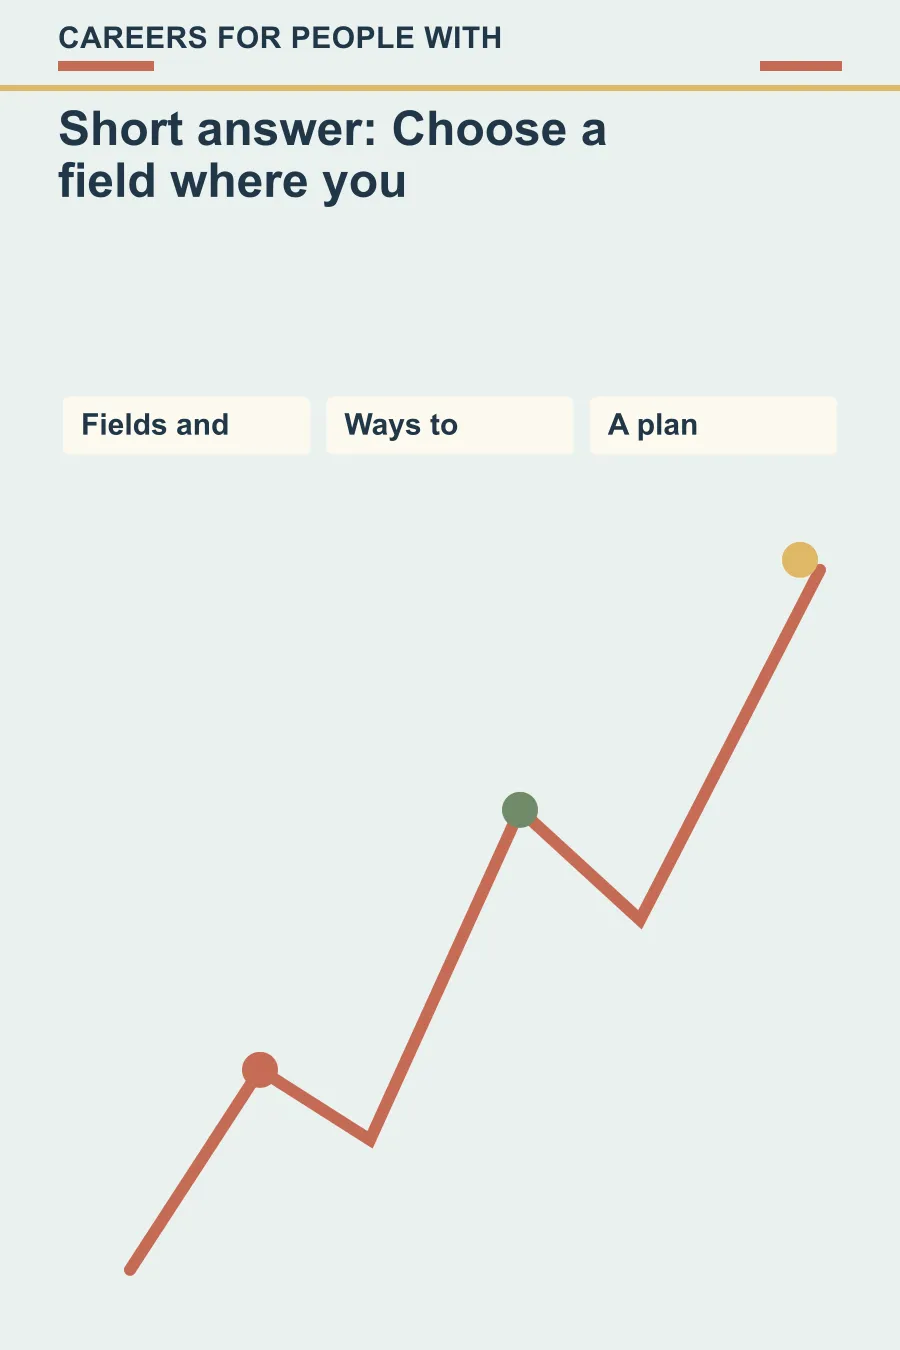 CAREERS FOR PEOPLE WITH
Short answer: Choose a
field where you
Fields and
Ways to
A plan